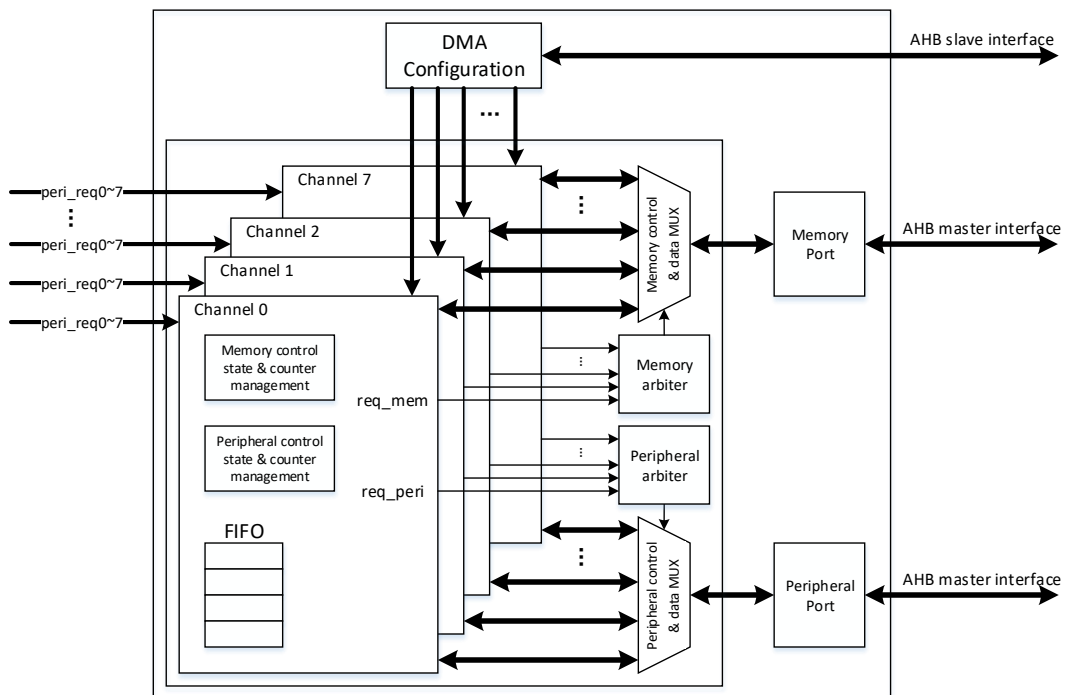 DMA
Configuration
AHB slave interface
...
Channel 7
peri_req0~7
...
Channel 2
peri_req0~7
Channel 1
peri_req0~7
Channel 0
peri_req0~7
...
Memory control
& data MUX
Memory
Port
AHB master interface
Memory control
state & counter
management
req_mem
...
Memory
arbiter
Peripheral control
state & counter
management
req_peri
...
Peripheral
arbiter
FIFO
...
Peripheral control
& data MUX
Peripheral
Port
AHB master interface